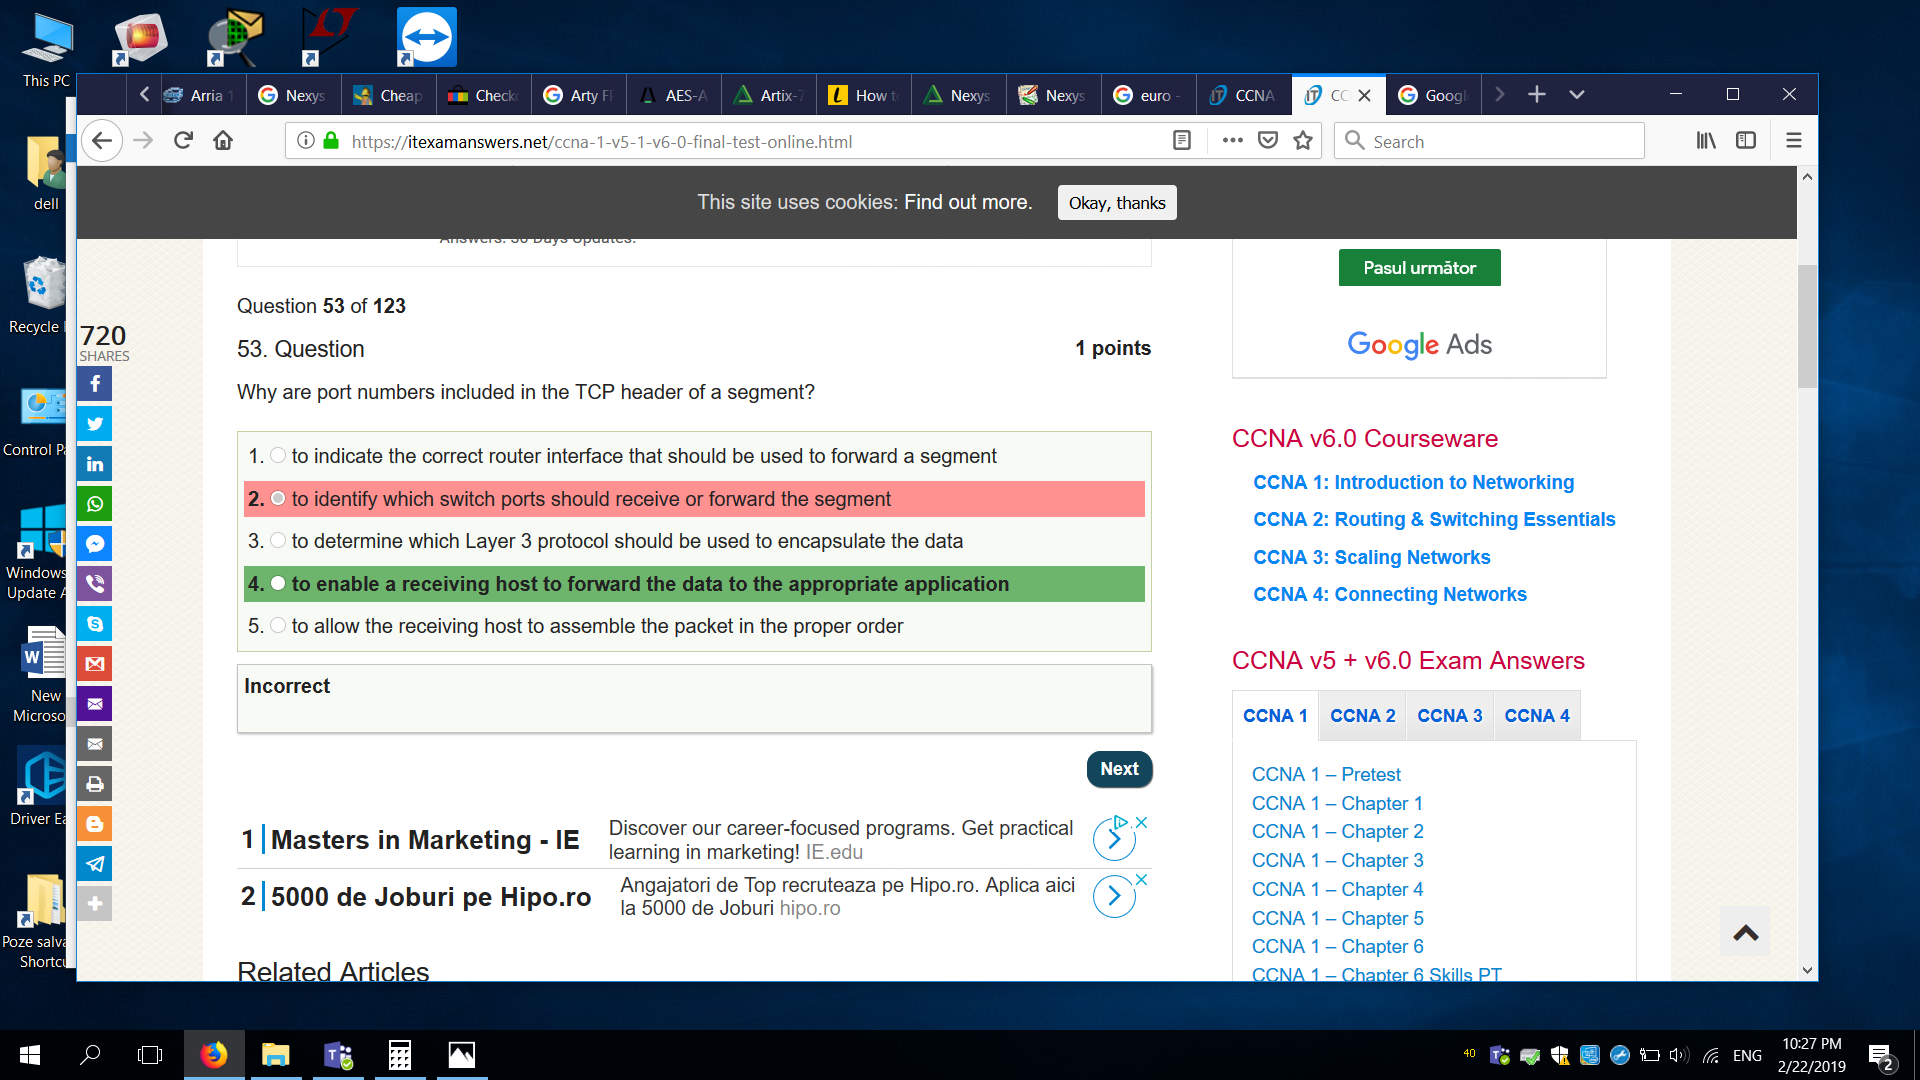 This PC
dell
Recycle
Control Pa
Windows
Update A
New
Microso
Driver Ea
Poze salva
Shortcu
Arria 1
Nexys
Cheap
Check
Arty F
AES-A
Artix-7
How t
Nexys
Nexys
euro -
CCNA
CC
Googl
https://itexamanswers.net/ccna-1-v5-1-v6-0-final-test-online.html
Search
This site uses cookies: Find out more.
Okay, thanks
Answers. 30 Days Updates.
Question 53 of 123
53. Question
1 points
Why are port numbers included in the TCP header of a segment?
1. to indicate the correct router interface that should be used to forward a segment
2. to identify which switch ports should receive or forward the segment
3. to determine which Layer 3 protocol should be used to encapsulate the data
4. to enable a receiving host to forward the data to the appropriate application
5. to allow the receiving host to assemble the packet in the proper order
Incorrect
Next
720
SHARES
1 Masters in Marketing - IE
Discover our career-focused programs. Get practical
learning in marketing! IE.edu
2 5000 de Joburi pe Hipo.ro
Angajatori de Top recruteaza pe Hipo.ro. Aplica aici
la 5000 de Joburi hipo.ro
Related Articles
Pasul următor
Google Ads
CCNA v6.0 Courseware
CCNA 1: Introduction to Networking
CCNA 2: Routing & Switching Essentials
CCNA 3: Scaling Networks
CCNA 4: Connecting Networks
CCNA v5 + v6.0 Exam Answers
CCNA 1
CCNA 2
CCNA 3
CCNA 4
CCNA 1 – Pretest
CCNA 1 – Chapter 1
CCNA 1 – Chapter 2
CCNA 1 – Chapter 3
CCNA 1 – Chapter 4
CCNA 1 – Chapter 5
CCNA 1 – Chapter 6
CCNA 1 – Chapter 6 Skills PT
40
ENG
10:27 PM
2/22/2019
2